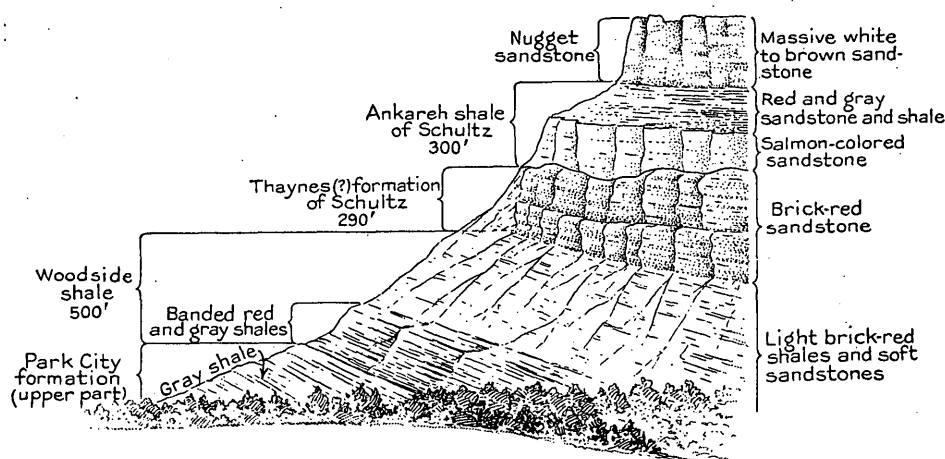 Nugget
sandstone
Ankareh shale
of Schultz
300'
Thaynes(?)formation
of Schultz
290'
Woodside
shale
500'
Banded red
and gray shales
Park City
formation
(upper part)
Gray shale
Massive white
to brown sand-
stone
Red and gray
sandstone and shale
Salmon-colored
sandstone
Brick-red
sandstone
Light brick-red
shales and soft
sandstones